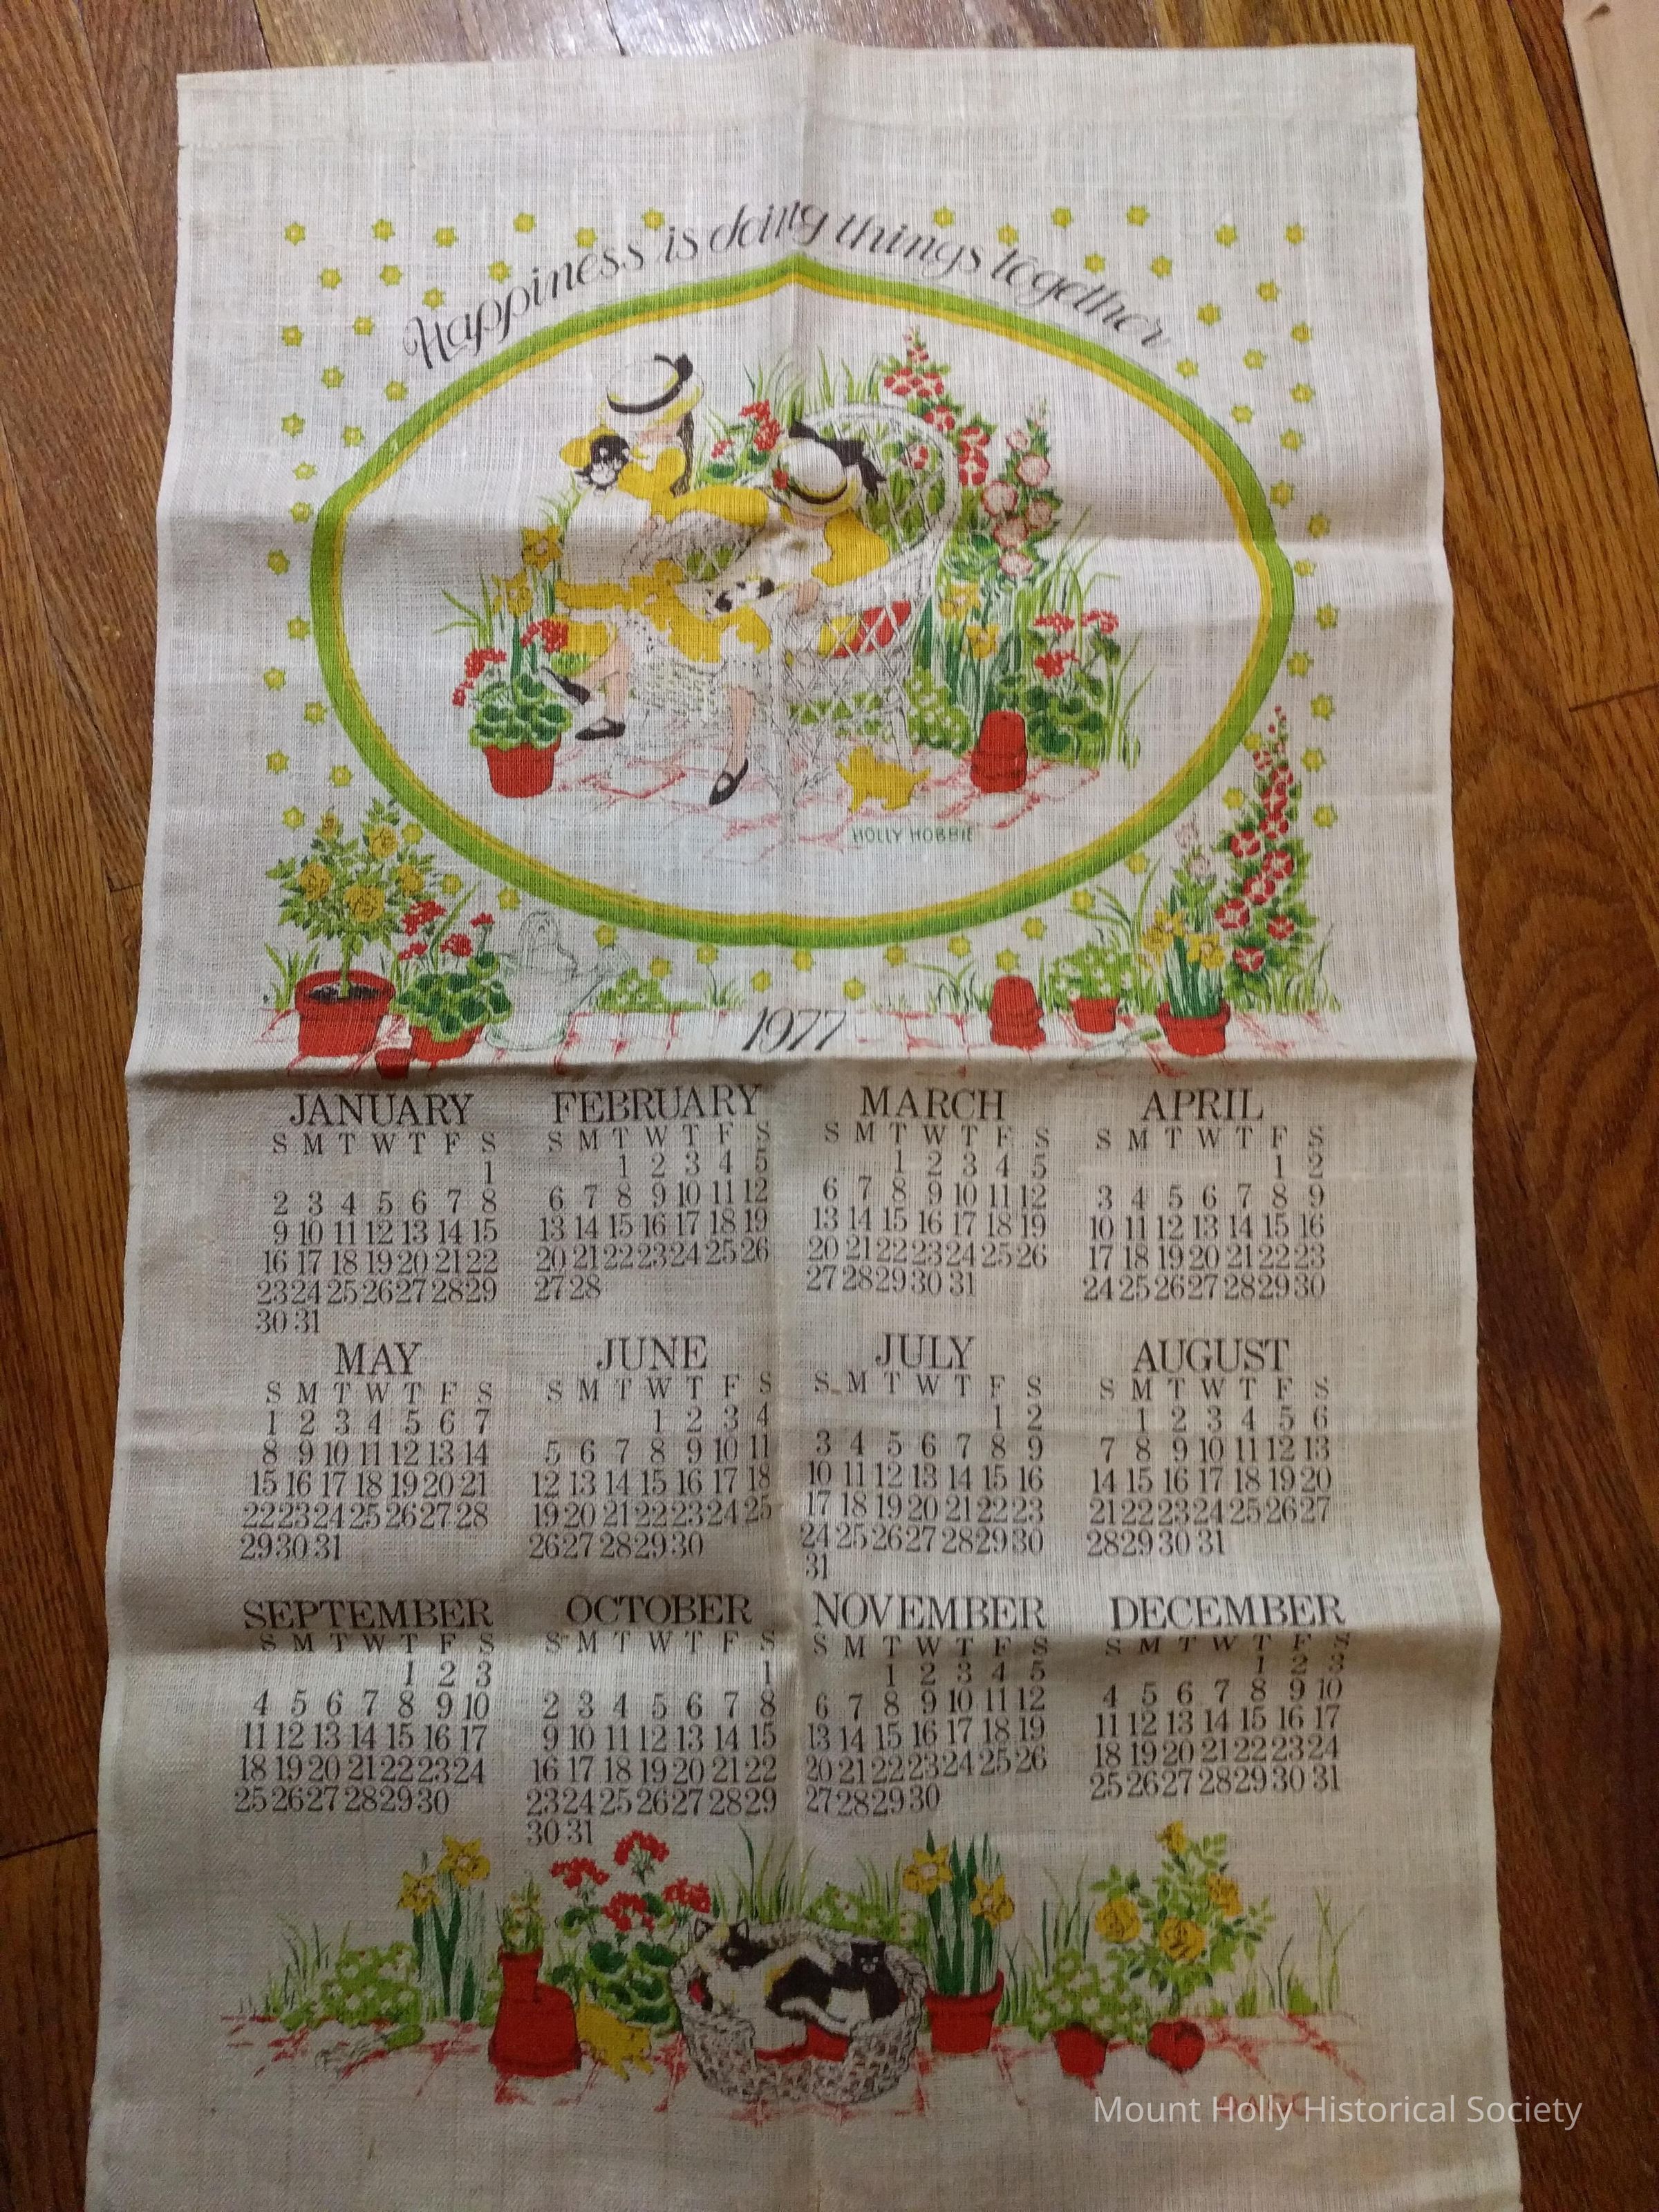 Happiness is doing things together
HOLLY HOBBIE
1977
JANUARY FEBRUARY MARCH APRIL
S M T W T F S S M T W T F S S M T W T F S S M T W T F S
1 1 2 3 4 5 1 2 3 4 5 1 2
2 3 4 5 6 7 8 6 7 8 9 10 11 12 6 7 8 9 10 11 12 3 4 5 6 7 8 9
9 10 11 12 13 14 15 13 14 15 16 17 18 19 13 14 15 16 17 18 19 10 11 12 13 14 15 16
16 17 18 19 20 21 22 20 21 22 23 24 25 26 20 21 22 23 24 25 26 17 18 19 20 21 22 23
23 24 25 26 27 28 29 27 28 27 28 29 30 31 24 25 26 27 28 29 30
30 31
MAY JUNE JULY AUGUST
S M T W T F S S M T W T F S S M T W T F S S M T W T F S
1 2 3 4 5 6 7 1 2 3 4 1 2 1 2 3 4 5 6
8 9 10 11 12 13 14 5 6 7 8 9 10 11 3 4 5 6 7 8 9 7 8 9 10 11 12 13
15 16 17 18 19 20 21 12 13 14 15 16 17 18 10 11 12 13 14 15 16 14 15 16 17 18 19 20
22 23 24 25 26 27 28 19 20 21 22 23 24 25 17 18 19 20 21 22 23 21 22 23 24 25 26 27
29 30 31 26 27 28 29 30 24 25 26 27 28 29 30 28 29 30 31
31
SEPTEMBER OCTOBER NOVEMBER DECEMBER
S M T W T F S S M T W T F S S M T W T F S S M T W T F S
1 2 3 1 1 2 3 4 5 1 2 3
4 5 6 7 8 9 10 2 3 4 5 6 7 8 6 7 8 9 10 11 12 4 5 6 7 8 9 10
11 12 13 14 15 16 17 9 10 11 12 13 14 15 13 14 15 16 17 18 19 11 12 13 14 15 16 17
18 19 20 21 22 23 24 16 17 18 19 20 21 22 20 21 22 23 24 25 26 18 19 20 21 22 23 24
25 26 27 28 29 30 23 24 25 26 27 28 29 27 28 29 30 25 26 27 28 29 30 31
30 31
Mount Holly Historical Society